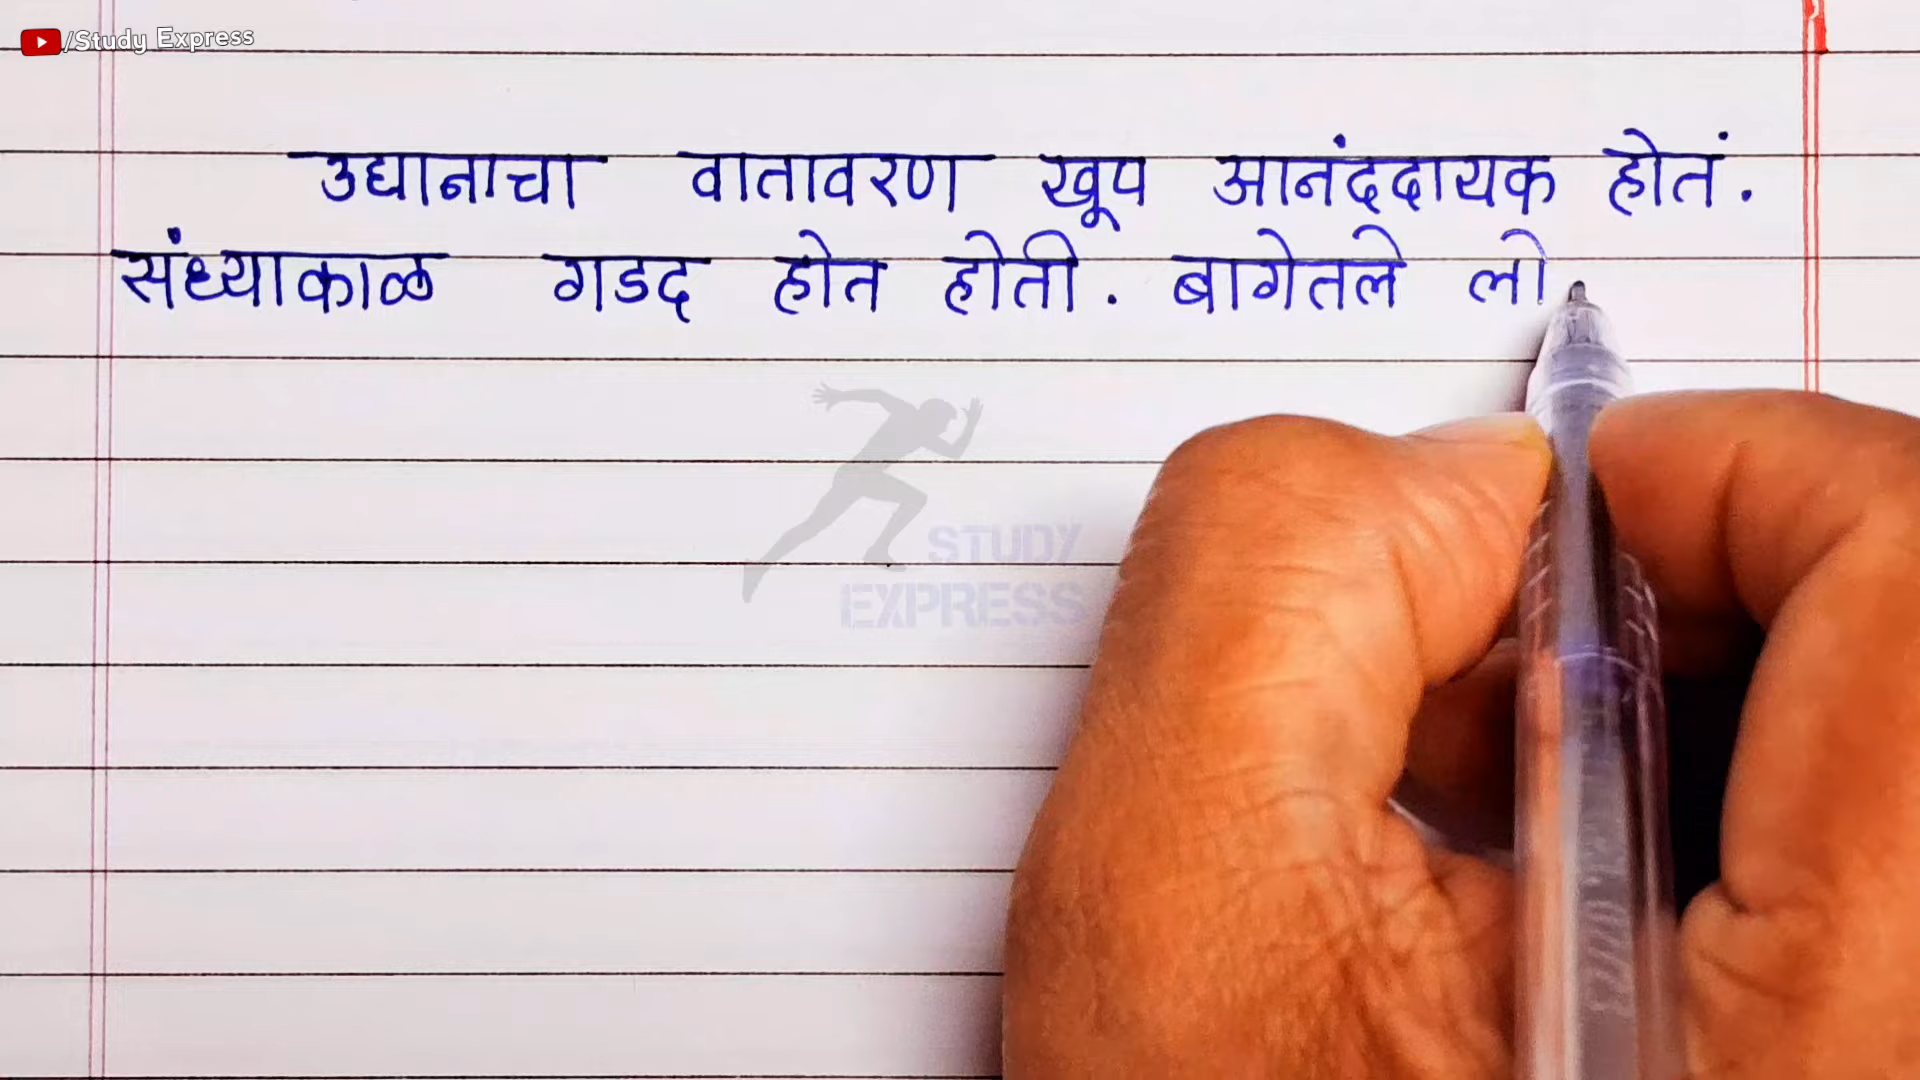 /Study Express
उद्यानाचा वातावरण खूप आनंददायक होतं.
संध्याकाळ गडद होत होती. बागेतले लो
STUDY
EXPRESS